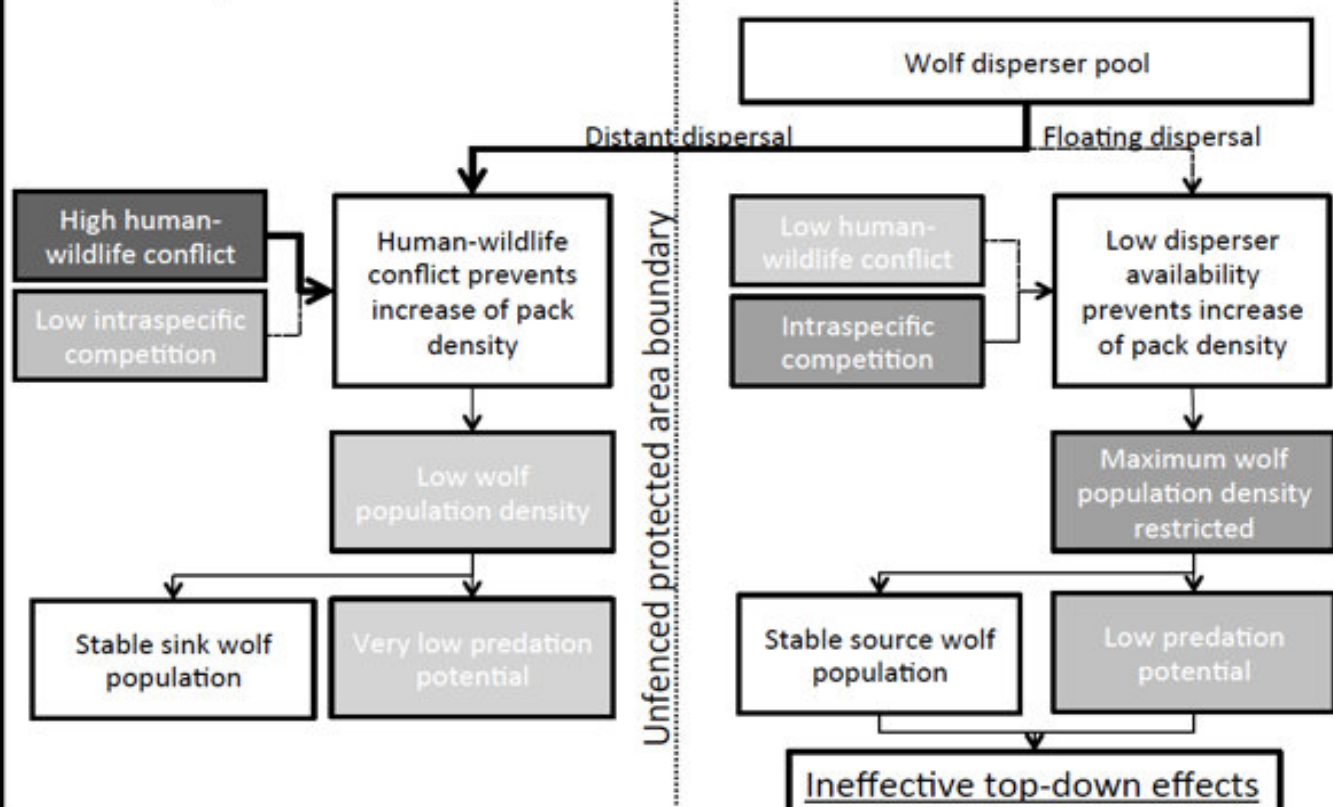 Wolf disperser pool
Distant dispersal
Floating dispersal
High human-
wildlife conflict
Low intraspecific
competition
Human-wildlife
conflict prevents
increase of pack
density
Low wolf
population density
Stable sink wolf
population
Very low predation
potential
Unfenced protected area boundary
Low human-
wildlife conflict
Intraspecific
competition
Low disperser
availability
prevents increase
of pack density
Maximum wolf
population density
restricted
Stable source wolf
population
Low predation
potential
Ineffective top-down effects